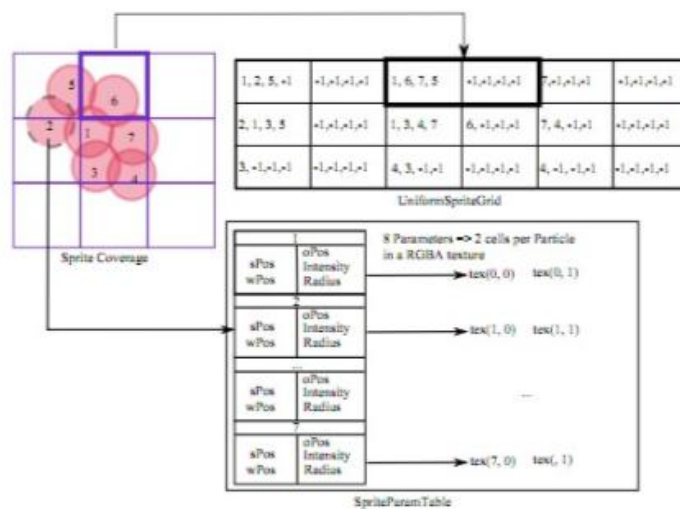 5
6
2
1
7
3
4
Sprite Coverage
1, 2, 5, -1 -1,-1,-1,-1 1, 6, 7, 5 -1,-1,-1,-1 7,-1,-1,-1 -1,-1,-1,-1
2, 1, 3, 5 -1,-1,-1,-1 1, 3, 4, 7 6, -1,-1,-1 7, 4, -1,-1 -1,-1,-1,-1
3, -1,-1,-1 -1,-1,-1,-1 4, 3, -1,-1 -1,-1,-1,-1 4, -1,-1,-1 -1,-1,-1,-1
UniformSpriteGrid
1
8 Parameters => 2 cells per Particle
in a RGBA texture
sPos oPos
Intensity
wPos Radius
tex(0, 0) tex(0, 1)
2
sPos oPos
Intensity
wPos Radius
tex(1, 0) tex(1, 1)
...
sPos oPos
Intensity
wPos Radius
...
7
sPos oPos
Intensity
wPos Radius
tex(7, 0) tex(, 1)
SpriteParamTable